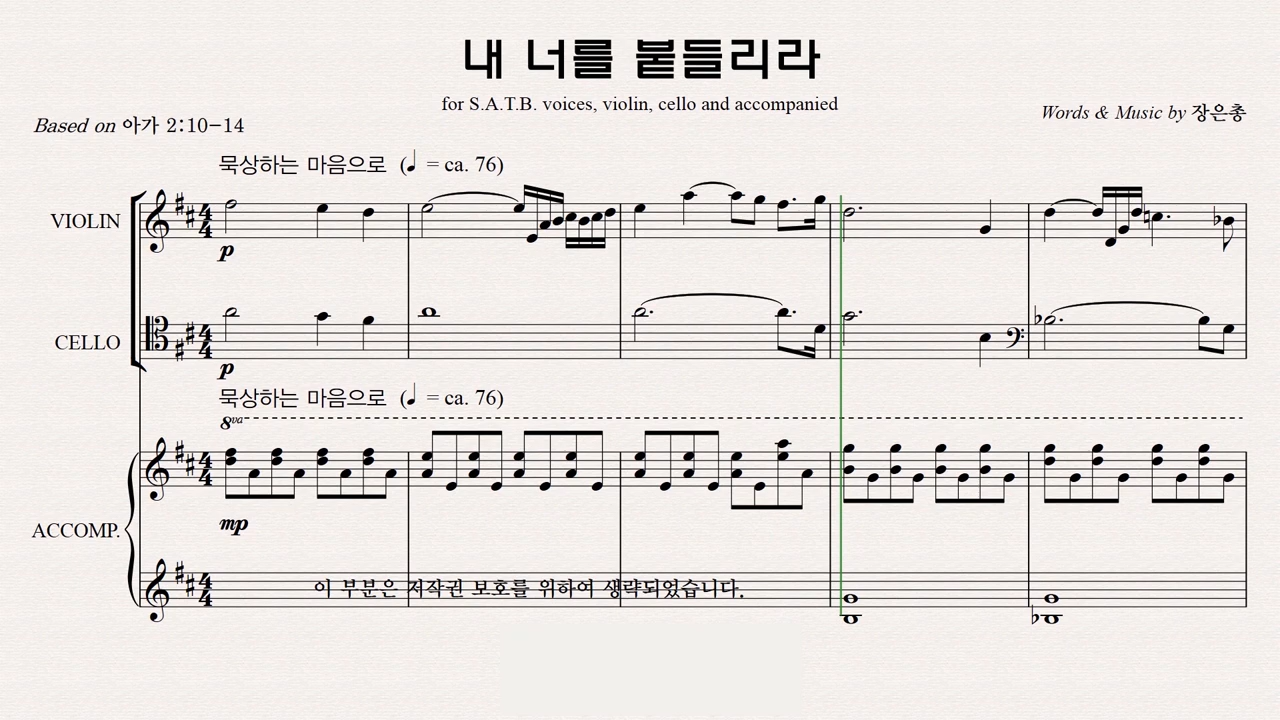 내 너를 붙들리라
for S.A.T.B. voices, violin, cello and accompanied
Based on 아가 2:10-14
Words & Music by 장은총
묵상하는 마음으로 (♩ = ca. 76)
VIOLIN
p
CELLO
p
묵상하는 마음으로 (♩ = ca. 76)
8va
ACCOMP.
mp
이 부분은 저작권 보호를 위하여 생략되었습니다.